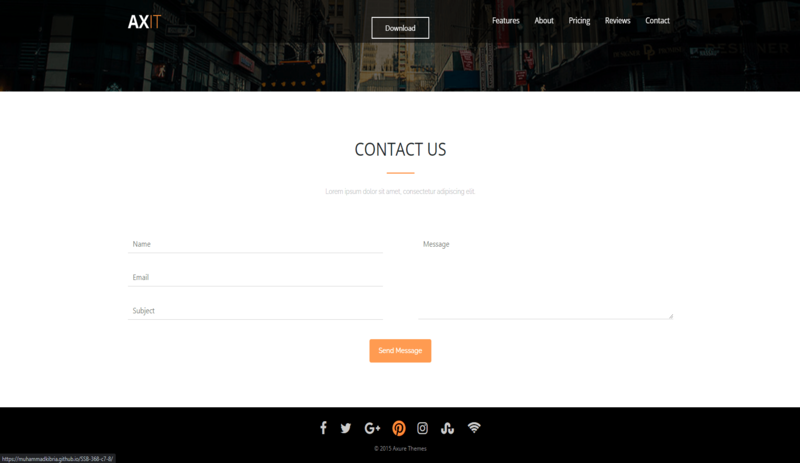 AXIT
Download
Features
About
Pricing
Reviews
Contact
CONTACT US
Lorem ipsum dolor sit amet, consectetur adipiscing elit.
Name
Message
Email
Subject
Send Message
© 2015 Axure Themes
https://muhammadkibria.github.io/SSB-368-c7-8/